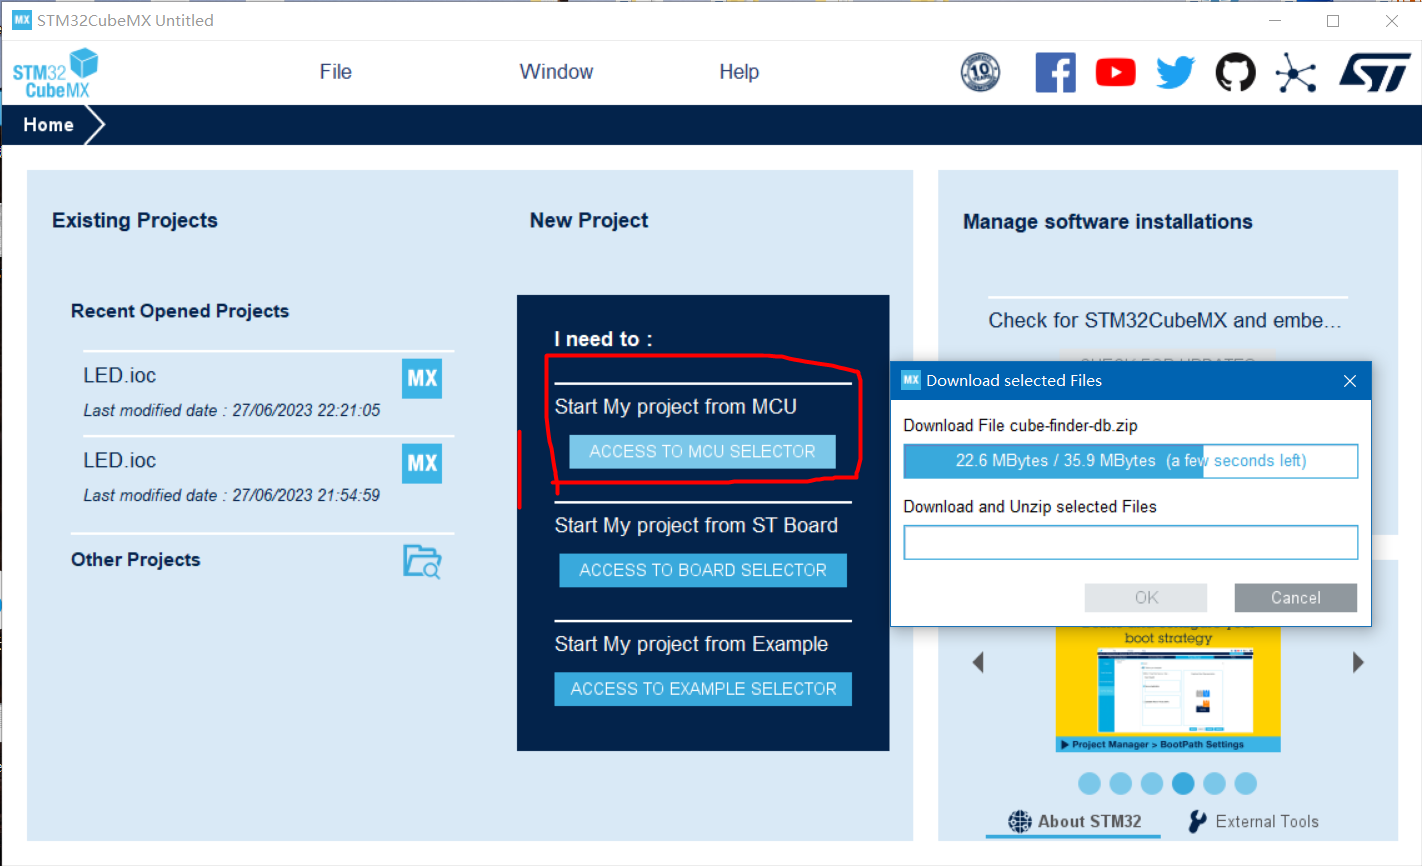 MX STM32CubeMX Untitled
STM32
CubeMX
File
Window
Help
10
ST
Home
Existing Projects
Recent Opened Projects
LED.ioc
MX
Last modified date : 27/06/2023 22:21:05
LED.ioc
MX
Last modified date : 27/06/2023 21:54:59
Other Projects
New Project
I need to :
Start My project from MCU
ACCESS TO MCU SELECTOR
Start My project from ST Board
ACCESS TO BOARD SELECTOR
Start My project from Example
ACCESS TO EXAMPLE SELECTOR
Manage software installations
Check for STM32CubeMX and embe...
MX Download selected Files
Download File cube-finder-db.zip
22.6 MBytes / 35.9 MBytes (a few seconds left)
Download and Unzip selected Files
OK
Cancel
boot strategy
Project Manager > BootPath Settings
About STM32
External Tools